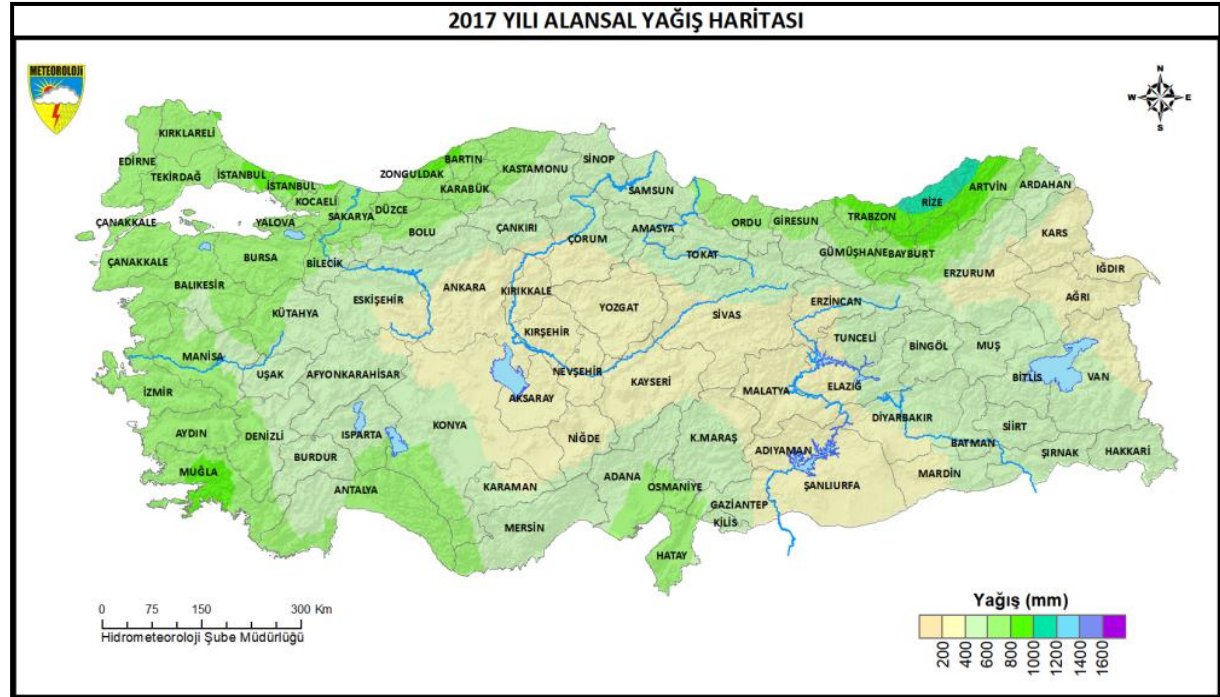 2017 YILI ALANSAL YAĞIŞ HARİTASI
METEOROLOJİ
N
W E
S
KIRKLARELİ
EDİRNE
TEKİRDAĞ
İSTANBUL
İSTANBUL
KOCAELİ
YALOVA
SAKARYA
DÜZCE
ZONGULDAK
BARTIN
KARABÜK
KASTAMONU
SİNOP
SAMSUN
BOLU
ÇANKIRI
ÇORUM
AMASYA
TOKAT
ORDU
GİRESUN
TRABZON
RİZE
ARTVİN
ARDAHAN
KARS
GÜMÜŞHANE
BAYBURT
ERZURUM
IĞDIR
AĞRI
ÇANAKKALE
ÇANAKKALE
BALIKESİR
BURSA
BİLECİK
KÜTAHYA
ESKİŞEHİR
ANKARA
KIRIKKALE
YOZGAT
KIRŞEHİR
SİVAS
ERZİNCAN
TUNCELİ
BİNGÖL
MUŞ
BİTLİS
VAN
MANİSA
UŞAK
AFYONKARAHİSAR
İZMİR
AYDIN
DENİZLİ
MUĞLA
BURDUR
ISPARTA
ANTALYA
KONYA
AKSARAY
NEVŞEHİR
KAYSERİ
NİĞDE
KARAMAN
MERSİN
ADANA
OSMANİYE
HATAY
K.MARAŞ
GAZİANTEP
KİLİS
MALATYA
ELAZIĞ
ADIYAMAN
ŞANLIURFA
DİYARBAKIR
MARDİN
BATMAN
SİİRT
ŞIRNAK
HAKKARİ
0 75 150 300 Km
Hidrometeoroloji Şube Müdürlüğü
Yağış (mm)
200 400 600 800 1000 1200 1400 1600